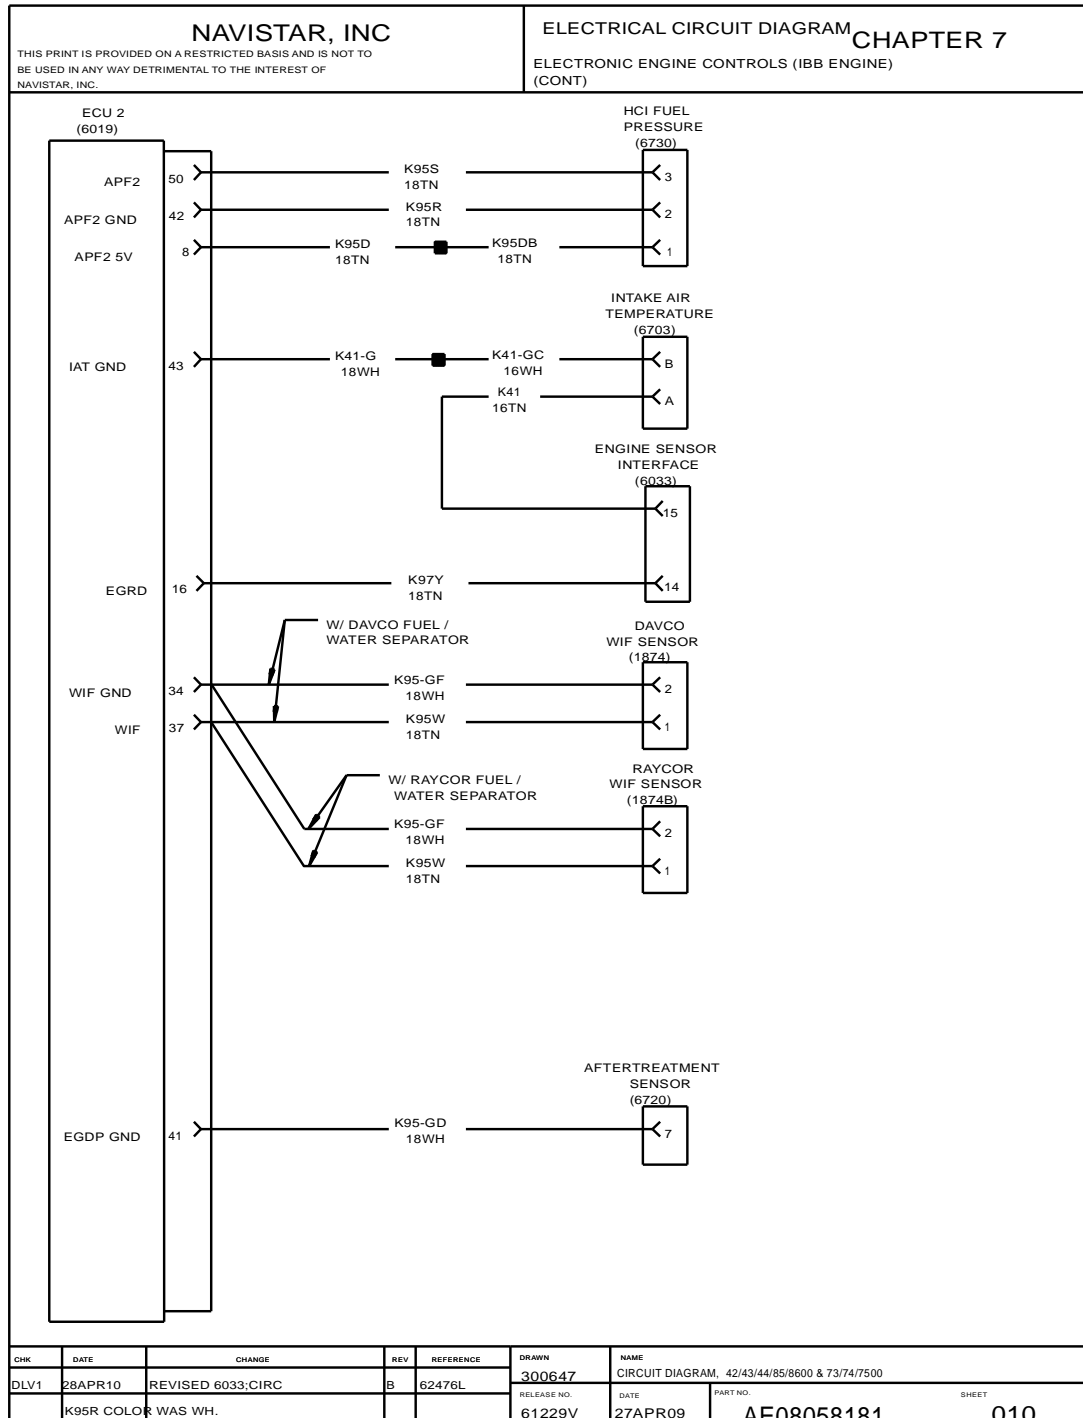 NAVISTAR, INC
THIS PRINT IS PROVIDED ON A RESTRICTED BASIS AND IS NOT TO
BE USED IN ANY WAY DETRIMENTAL TO THE INTEREST OF
NAVISTAR, INC.
ELECTRICAL CIRCUIT DIAGRAM CHAPTER 7
ELECTRONIC ENGINE CONTROLS (IBB ENGINE)
(CONT)
ECU 2
(6019)
HCI FUEL
PRESSURE
(6730)
APF2 50 K95S 3
18TN
APF2 GND 42 K95R 2
18TN
APF2 5V 8 K95D K95DB 1
18TN 18TN
INTAKE AIR
TEMPERATURE
(6703)
IAT GND 43 K41-G K41-GC B
18WH 16WH
K41 A
16TN
ENGINE SENSOR
INTERFACE
(6033)
15
EGRD 16 K97Y 14
18TN
W/ DAVCO FUEL /
WATER SEPARATOR
DAVCO
WIF SENSOR
(1874)
WIF GND 34 K95-GF 2
18WH
WIF 37 K95W 1
18TN
W/ RAYCOR FUEL /
WATER SEPARATOR
RAYCOR
WIF SENSOR
(1874B)
K95-GF 2
18WH
K95W 1
18TN
AFTERTREATMENT
SENSOR
(6720)
EGDP GND 41 K95-GD 7
18WH
CHK DATE CHANGE REV REFERENCE
DLV1 28APR10 REVISED 6033;CIRC B 62476L
K95R COLOR WAS WH.
DRAWN
300647
NAME
CIRCUIT DIAGRAM, 42/43/44/85/8600 & 73/74/7500
RELEASE NO.
61229V
DATE
27APR09
PART NO.
AE08058181
SHEET
010